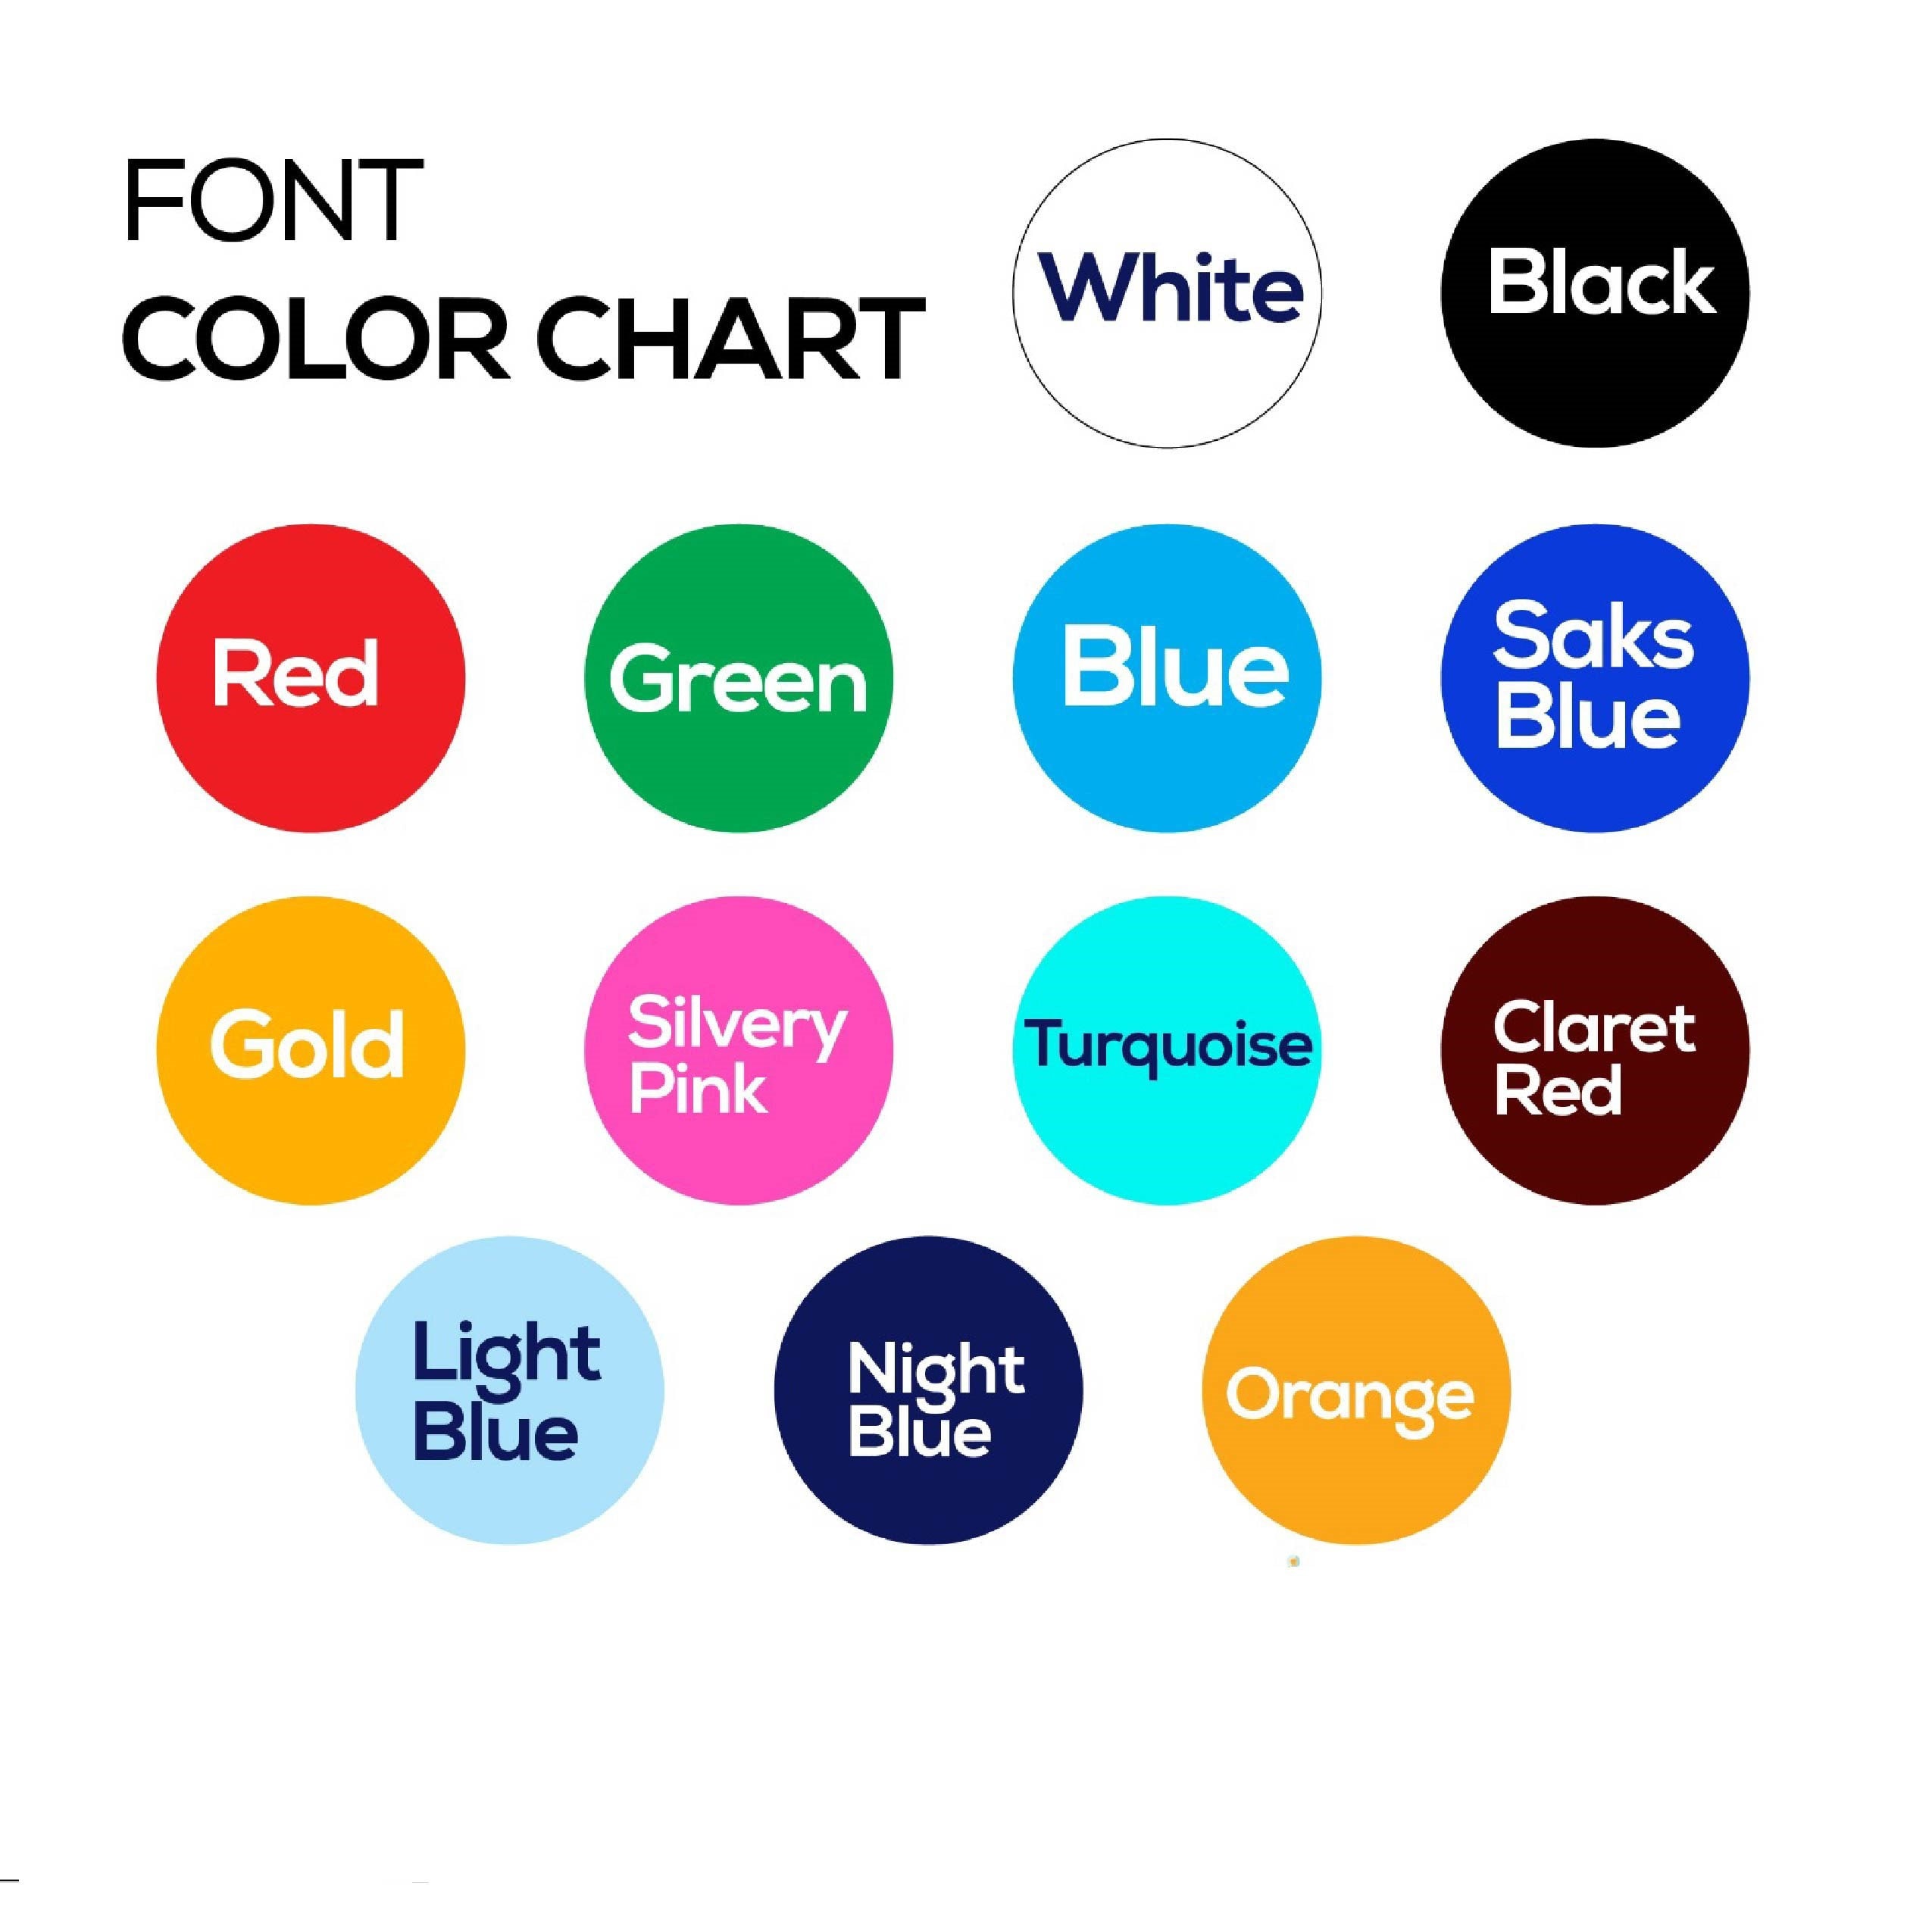 FONT
COLOR CHART
White
Black
Red
Green
Blue
Saks
Blue
Gold
Silvery
Pink
Turquoise
Claret
Red
Light
Blue
Night
Blue
Orange